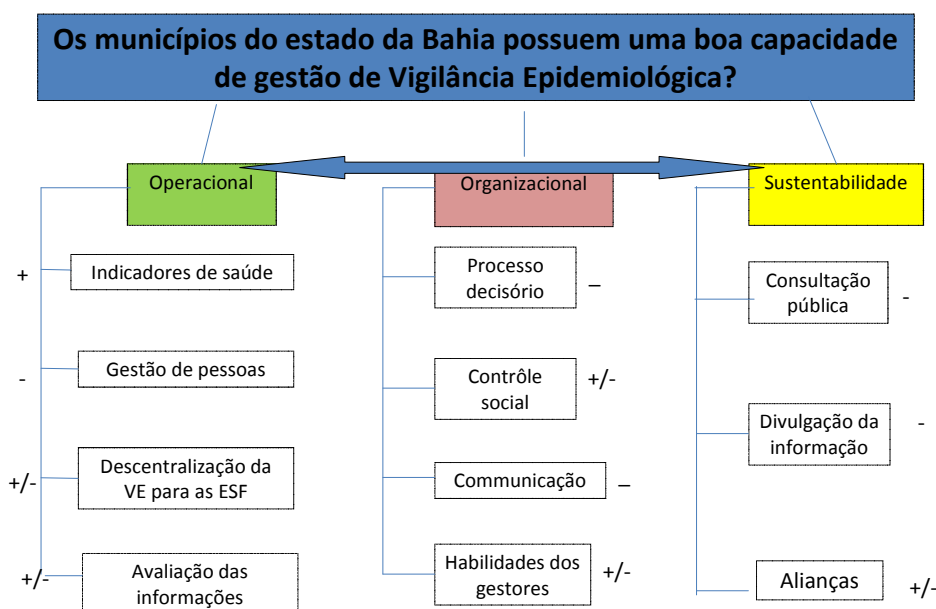 Os municípios do estado da Bahia possuem uma boa capacidade
de gestão de Vigilância Epidemiológica?
Operacional
+
Indicadores de saúde
-
Gestão de pessoas
+/-
Descentralização da
VE para as ESF
+/-
Avaliação das
informações
Organizacional
Processo
decisório
–
Contrôle
social
+/-
Communicação
–
Habilidades dos
gestores
+/-
Sustentabilidade
Consultação
pública
-
Divulgação da
informação
-
Alianças
+/-